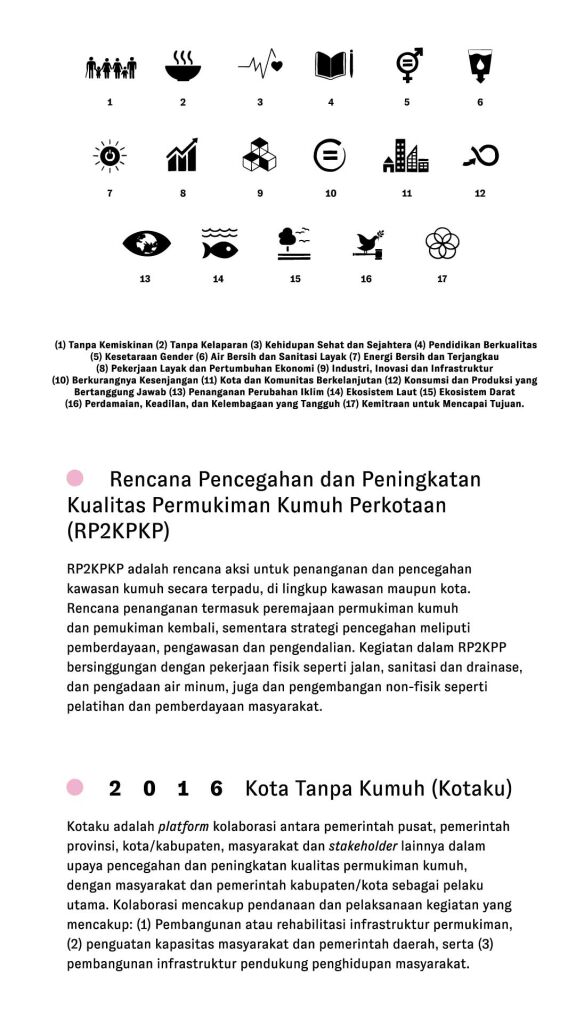 1 2 3 4 5 6
7 8 9 10 11 12
13 14 15 16 17
(1) Tanpa Kemiskinan (2) Tanpa Kelaparan (3) Kehidupan Sehat dan Sejahtera (4) Pendidikan Berkualitas
(5) Kesetaraan Gender (6) Air Bersih dan Sanitasi Layak (7) Energi Bersih dan Terjangkau
(8) Pekerjaan Layak dan Pertumbuhan Ekonomi (9) Industri, Inovasi dan Infrastruktur
(10) Berkurangnya Kesenjangan (11) Kota dan Komunitas Berkelanjutan (12) Konsumsi dan Produksi yang
Bertanggung Jawab (13) Penanganan Perubahan Iklim (14) Ekosistem Laut (15) Ekosistem Darat
(16) Perdamaian, Keadilan, dan Kelembagaan yang Tangguh (17) Kemitraan untuk Mencapai Tujuan.
Rencana Pencegahan dan Peningkatan
Kualitas Permukiman Kumuh Perkotaan
(RP2KPKP)
RP2KPKP adalah rencana aksi untuk penanganan dan pencegahan
kawasan kumuh secara terpadu, di lingkup kawasan maupun kota.
Rencana penanganan termasuk peremajaan permukiman kumuh
dan pemukiman kembali, sementara strategi pencegahan meliputi
pemberdayaan, pengawasan dan pengendalian. Kegiatan dalam RP2KPP
bersinggungan dengan pekerjaan fisik seperti jalan, sanitasi dan drainase,
dan pengadaan air minum, juga dan pengembangan non-fisik seperti
pelatihan dan pemberdayaan masyarakat.
2 0 1 6 Kota Tanpa Kumuh (Kotaku)
Kotaku adalah platform kolaborasi antara pemerintah pusat, pemerintah
provinsi, kota/kabupaten, masyarakat dan stakeholder lainnya dalam
upaya pencegahan dan peningkatan kualitas permukiman kumuh,
dengan masyarakat dan pemerintah kabupaten/kota sebagai pelaku
utama. Kolaborasi mencakup pendanaan dan pelaksanaan kegiatan yang
mencakup: (1) Pembangunan atau rehabilitasi infrastruktur permukiman,
(2) penguatan kapasitas masyarakat dan pemerintah daerah, serta (3)
pembangunan infrastruktur pendukung penghidupan masyarakat.